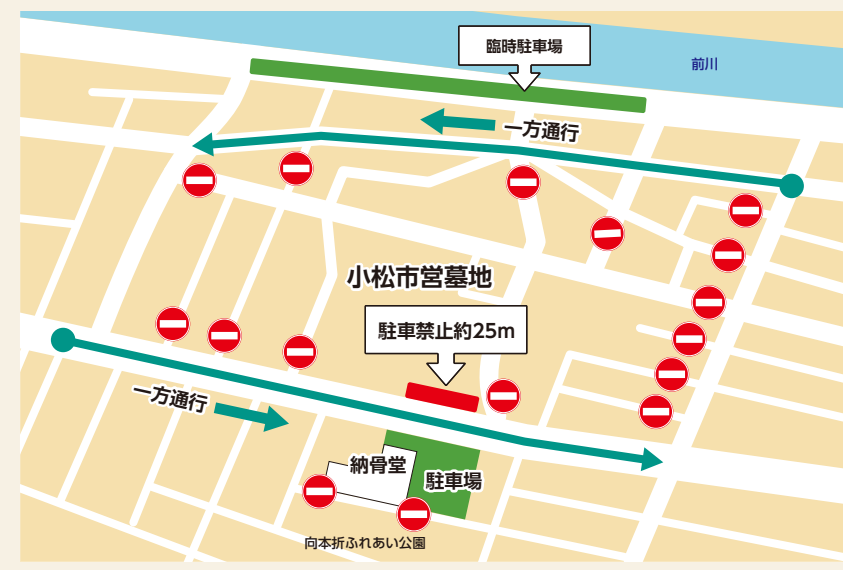 臨時駐車場
前川
一方通行
小松市営墓地
駐車禁止約25m
一方通行
納骨堂
駐車場
向本折ふれあい公園